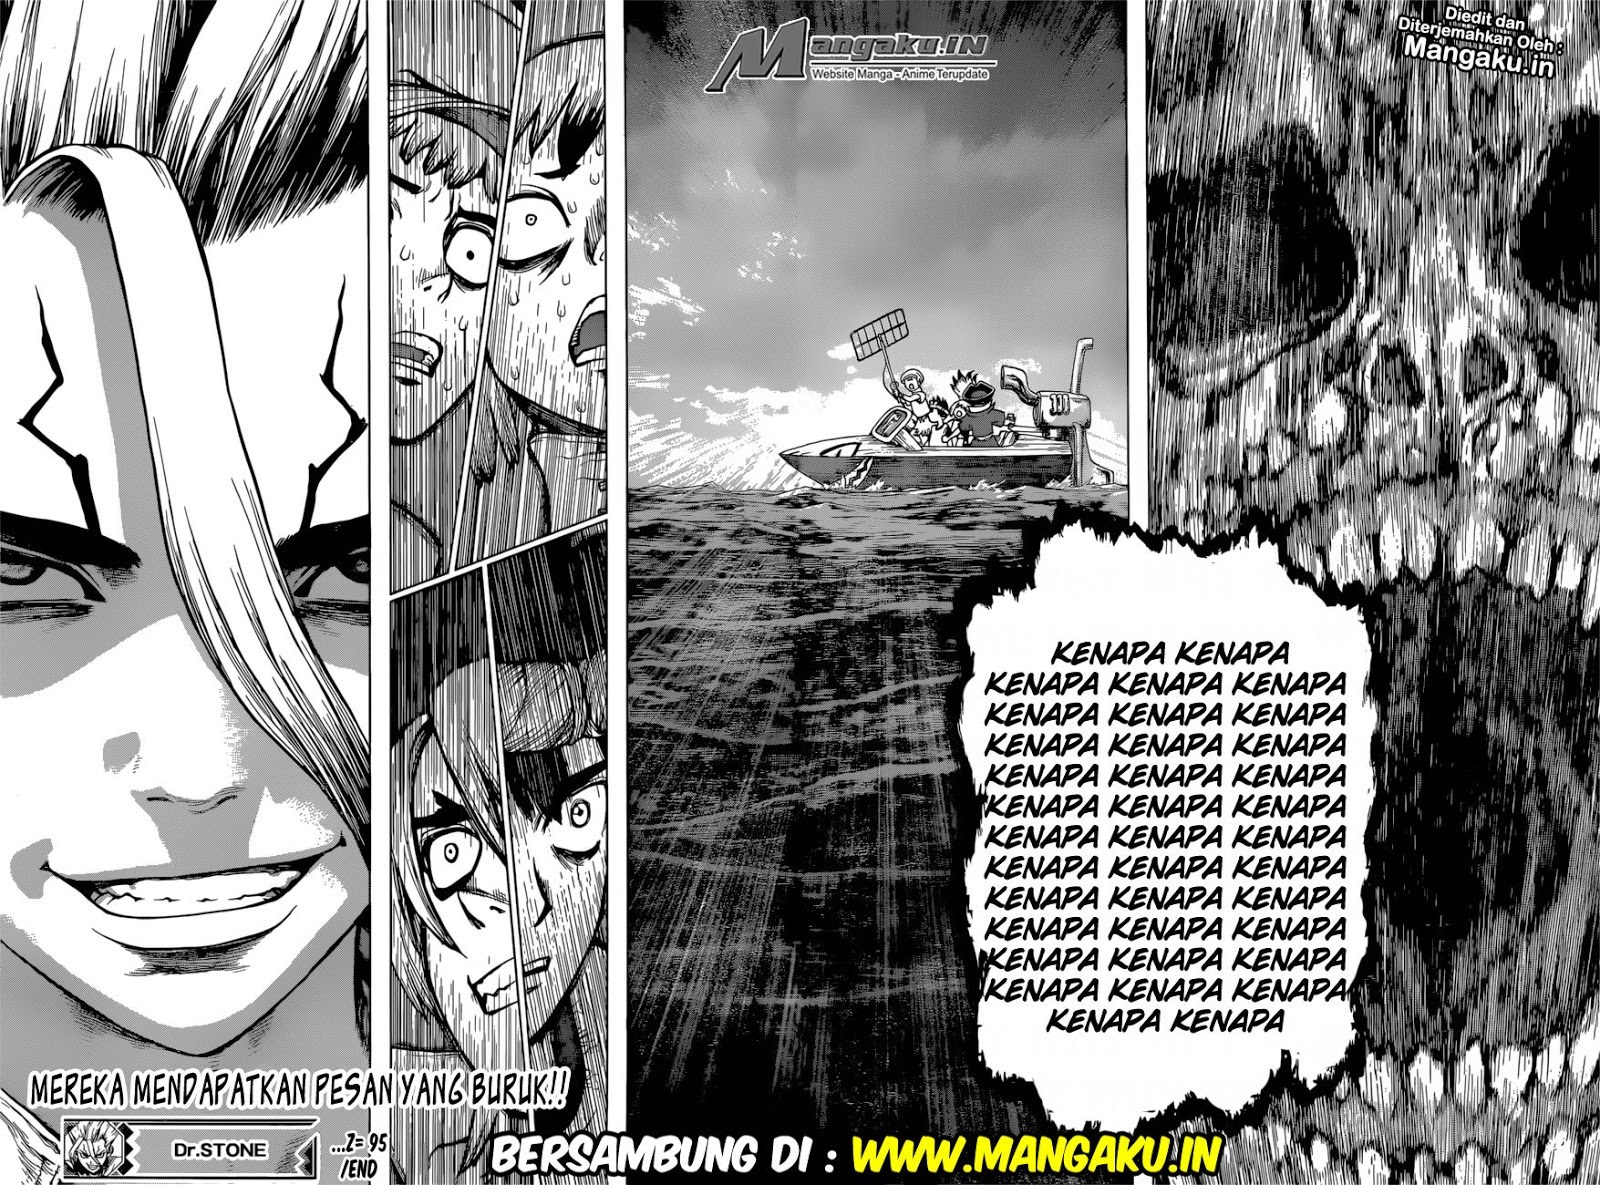 Mangaku.iN
Website Manga - Anime Terupdate
Diedit dan
Diterjemahkan Oleh :
Mangaku.in
KENAPA KENAPA
KENAPA KENAPA KENAPA
KENAPA KENAPA KENAPA
KENAPA KENAPA KENAPA
KENAPA KENAPA KENAPA
KENAPA KENAPA KENAPA
KENAPA KENAPA KENAPA
KENAPA KENAPA KENAPA
KENAPA KENAPA KENAPA
KENAPA KENAPA KENAPA
KENAPA KENAPA KENAPA
KENAPA KENAPA KENAPA
KENAPA KENAPA
MEREKA MENDAPATKAN PESAN YANG BURUK!!
Dr.STONE
...Z= 95
/END
BERSAMBUNG DI : WWW.MANGAKU.IN